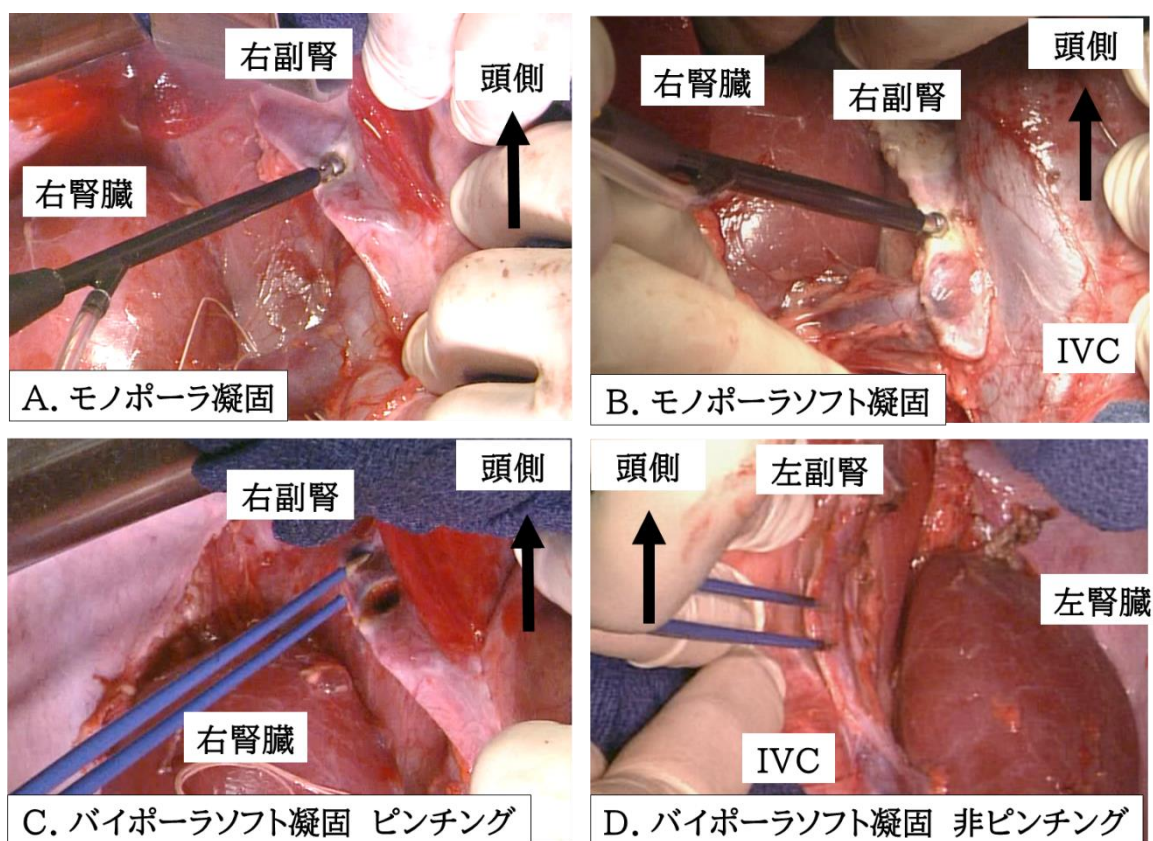 右副腎
頭側
右腎臓
A. モノポーラ凝固
頭側
右腎臓
右副腎
IVC
B. モノポーラソフト凝固
頭側
右副腎
右腎臓
C. バイポーラソフト凝固 ピンチング
頭側
左副腎
左腎臓
IVC
D. バイポーラソフト凝固 非ピンチング